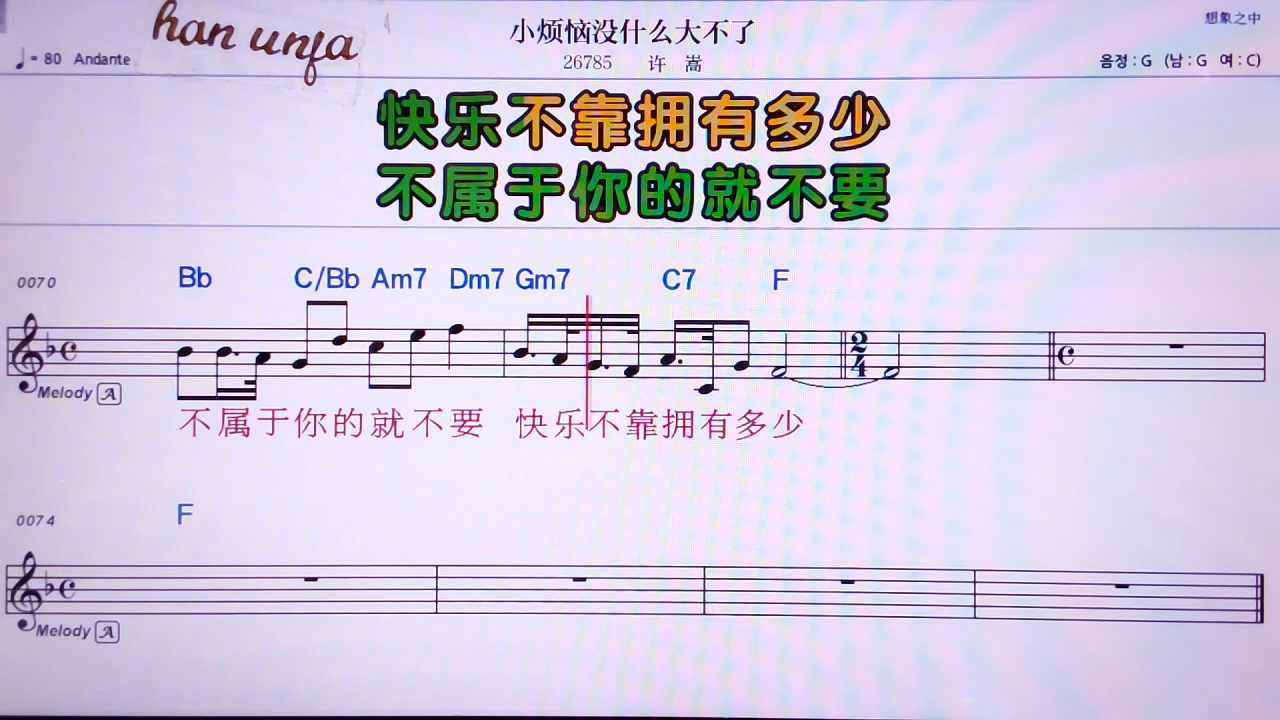 han unja
小烦恼没什么大不了
想象之中
♩= 80 Andante
26785 许 嵩
음정 : G (남 : G 여 : C)
快乐不靠拥有多少
不属于你的就不要
0070 Bb C/Bb Am7 Dm7 Gm7 C7 F
2
4
Melody A
不属于你的就不要 快乐不靠拥有多少
0074 F
Melody A